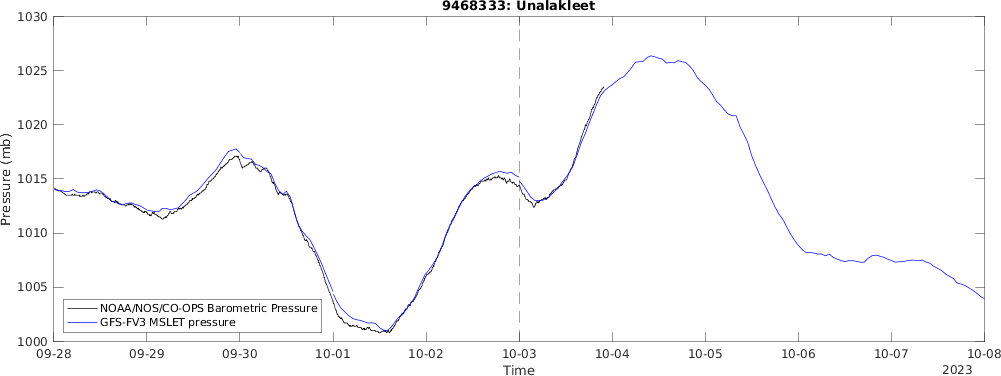 9468333: Unalakleet
1030
1025
1020
1015
1010
1005
1000
Pressure (mb)
NOAA/NOS/CO-OPS Barometric Pressure
GFS-FV3 MSLET pressure
09-28 09-29 09-30 10-01 10-02 10-03 10-04 10-05 10-06 10-07 10-08
Time
2023